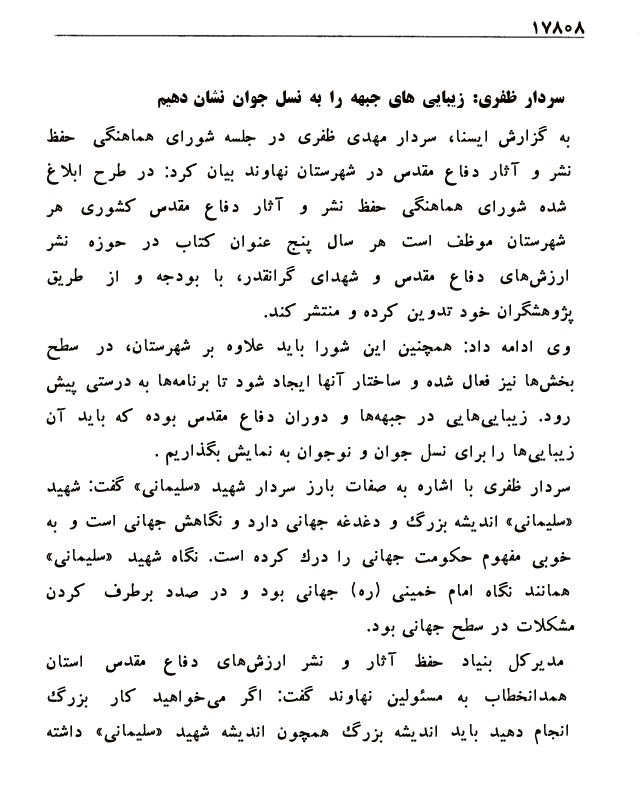 ۱۷۸۰۸
سردار ظفری: زیبایی های جبهه را به نسل جوان نشان دهیم
به گزارش ایسنا، سردار مهدی ظفری در جلسه شورای هماهنگی حفظ
نشر و آثار دفاع مقدس در شهرستان نهاوند بیان کرد: در طرح ابلاغ
شده شورای هماهنگی حفظ نشر و آثار دفاع مقدس کشوری هر
شهرستان موظف است هر سال پنج عنوان کتاب در حوزه نشر
ارزش‌های دفاع مقدس و شهدای گرانقدر، با بودجه و از طریق
پژوهشگران خود تدوین کرده و منتشر کند.
وی ادامه داد: همچنین این شورا باید علاوه بر شهرستان، در سطح
بخش‌ها نیز فعال شده و ساختار آنها ایجاد شود تا برنامه‌ها به درستی پیش
رود. زیبایی‌هایی در جبهه‌ها و دوران دفاع مقدس بوده که باید آن
زیبایی‌ها را برای نسل جوان و نوجوان به نمایش بگذاریم .
سردار ظفری با اشاره به صفات بارز سردار شهید «سلیمانی» گفت: شهید
«سلیمانی» اندیشه بزرگ و دغدغه جهانی دارد و نگاهش جهانی است و به
خوبی مفهوم حکومت جهانی را درك کرده است. نگاه شهید «سلیمانی»
همانند نگاه امام خمینی (ره) جهانی بود و در صدد برطرف کردن
مشکلات در سطح جهانی بود.
مدیرکل بنیاد حفظ آثار و نشر ارزش‌های دفاع مقدس استان
همدانخطاب به مسئولین نهاوند گفت: اگر می‌خواهید کار بزرگ
انجام دهید باید اندیشه بزرگ همچون اندیشه شهید «سلیمانی» داشته